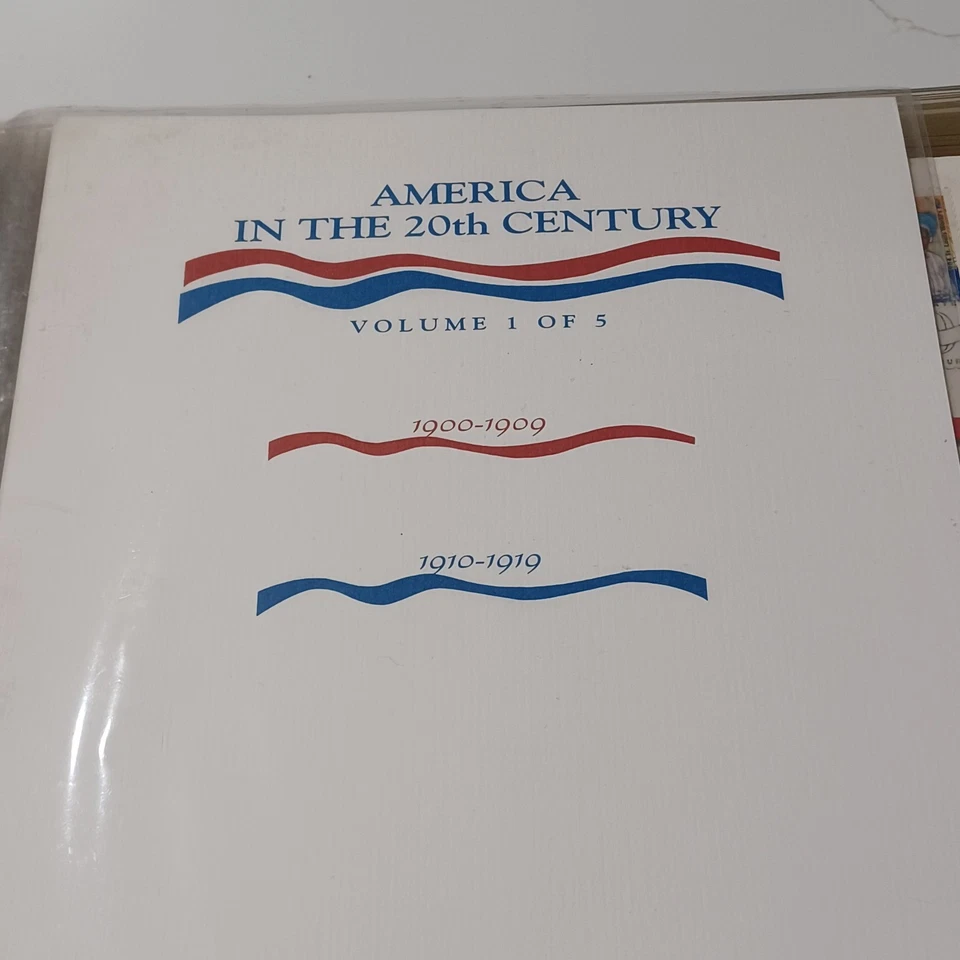 AMERICA
IN THE 20th CENTURY
VOLUME 1 OF 5
1900-1909
1910-1919